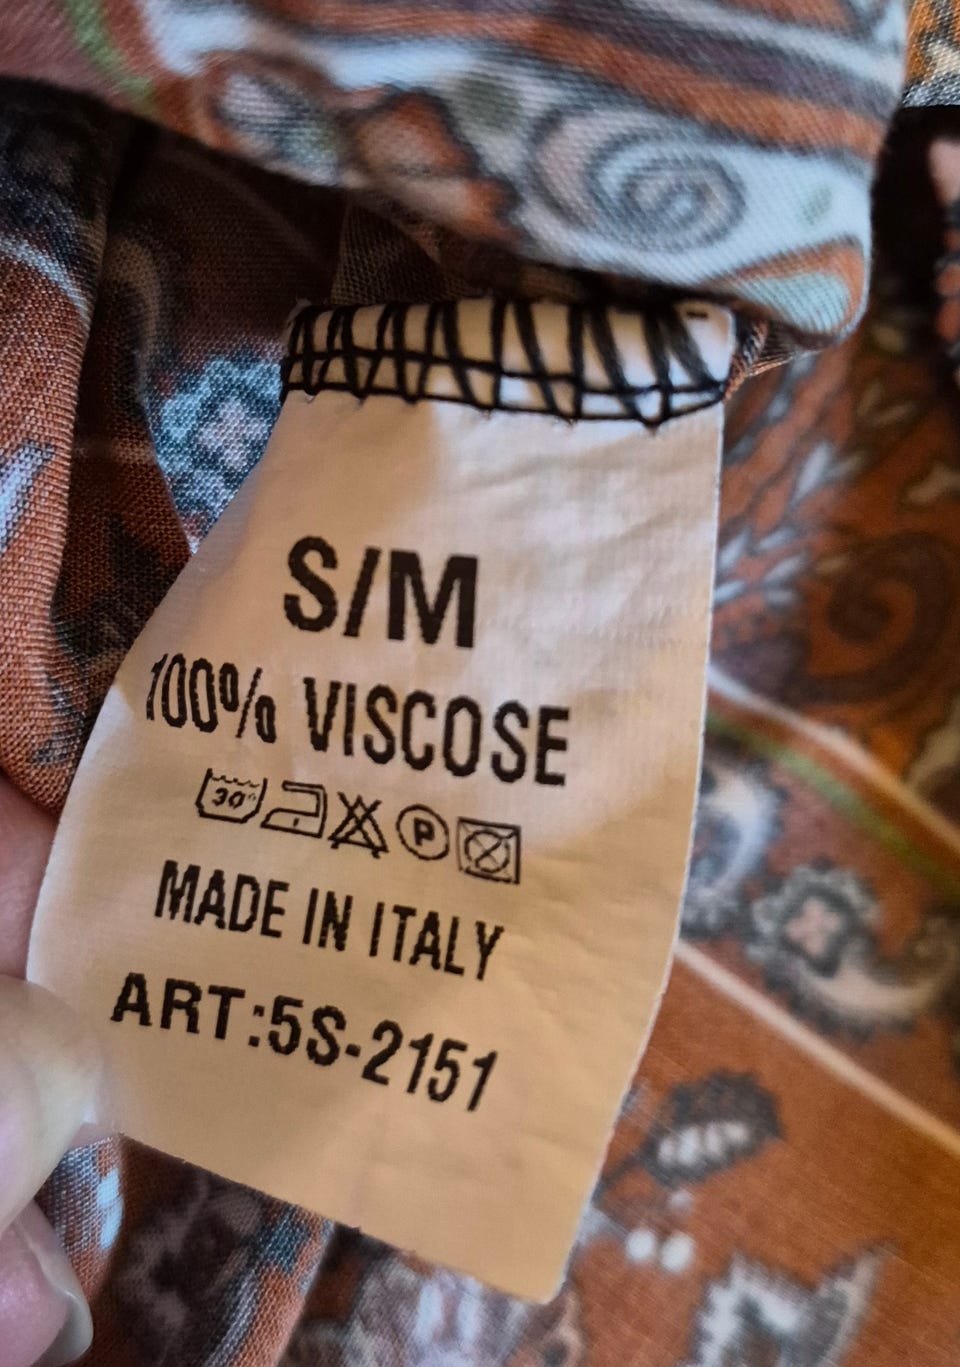 S/M
100% VISCOSE
30° P
MADE IN ITALY
ART:5S-2151